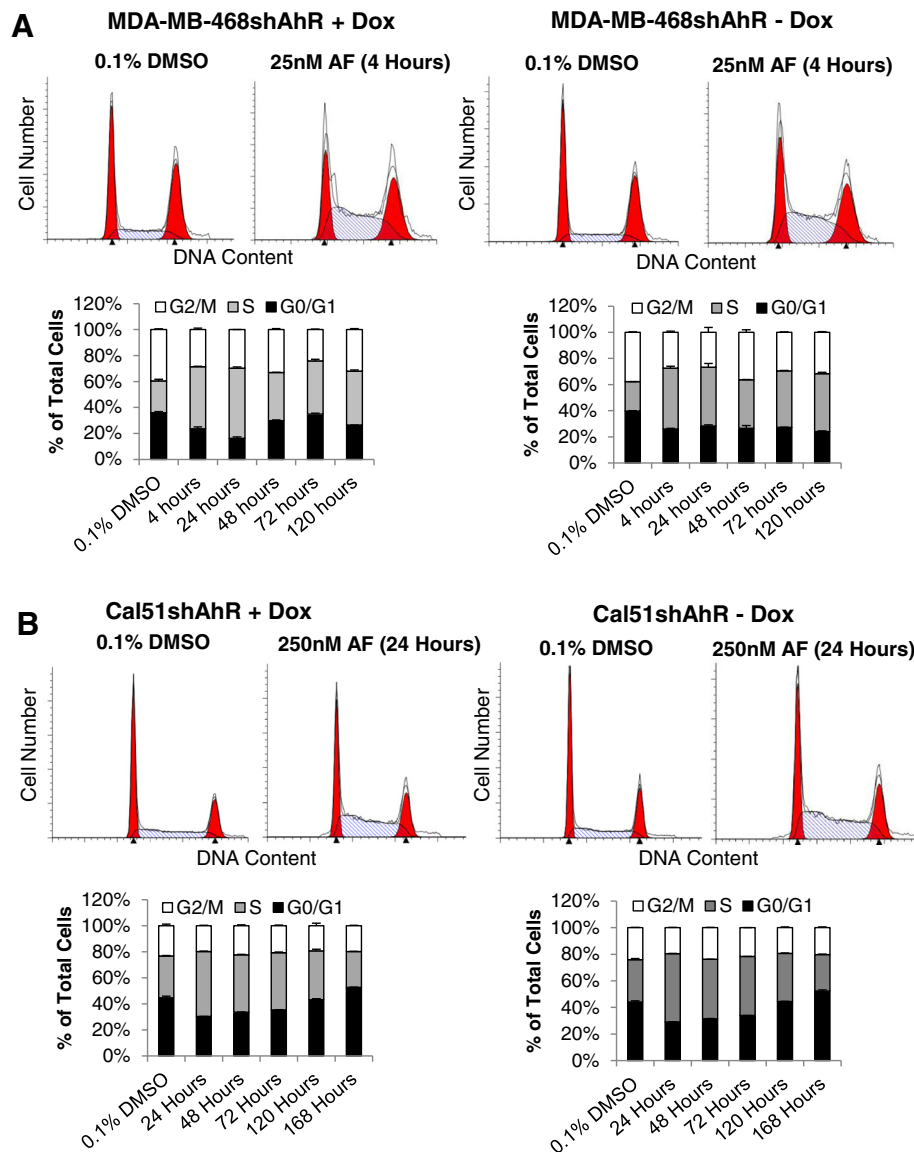 A
MDA-MB-468shAhR + Dox
MDA-MB-468shAhR - Dox
0.1% DMSO
25nM AF (4 Hours)
0.1% DMSO
25nM AF (4 Hours)
Cell Number
DNA Content
Cell Number
DNA Content
G2/M S G0/G1
% of Total Cells
120%
100%
80%
60%
40%
20%
0%
0.1% DMSO
4 hours
24 hours
48 hours
72 hours
120 hours
G2/M S G0/G1
% of Total Cells
120%
100%
80%
60%
40%
20%
0%
0.1% DMSO
4 hours
24 hours
48 hours
72 hours
120 hours
B
Cal51shAhR + Dox
Cal51shAhR - Dox
0.1% DMSO
250nM AF (24 Hours)
0.1% DMSO
250nM AF (24 Hours)
Cell Number
DNA Content
Cell Number
DNA Content
G2/M S G0/G1
% of Total Cells
120%
100%
80%
60%
40%
20%
0%
0.1% DMSO
24 Hours
48 Hours
72 Hours
120 Hours
168 Hours
G2/M S G0/G1
% of Total Cells
120%
100%
80%
60%
40%
20%
0%
0.1% DMSO
24 Hours
48 Hours
72 Hours
120 Hours
168 Hours